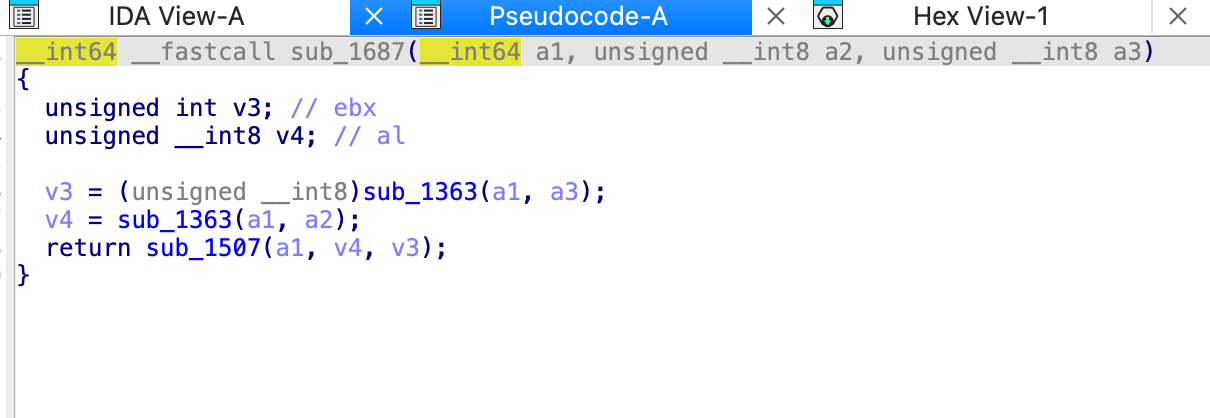 IDA View-A Pseudocode-A Hex View-1
__int64 __fastcall sub_1687(__int64 a1, unsigned __int8 a2, unsigned __int8 a3)
{
  unsigned int v3; // ebx
  unsigned __int8 v4; // al

  v3 = (unsigned __int8)sub_1363(a1, a3);
  v4 = sub_1363(a1, a2);
  return sub_1507(a1, v4, v3);
}